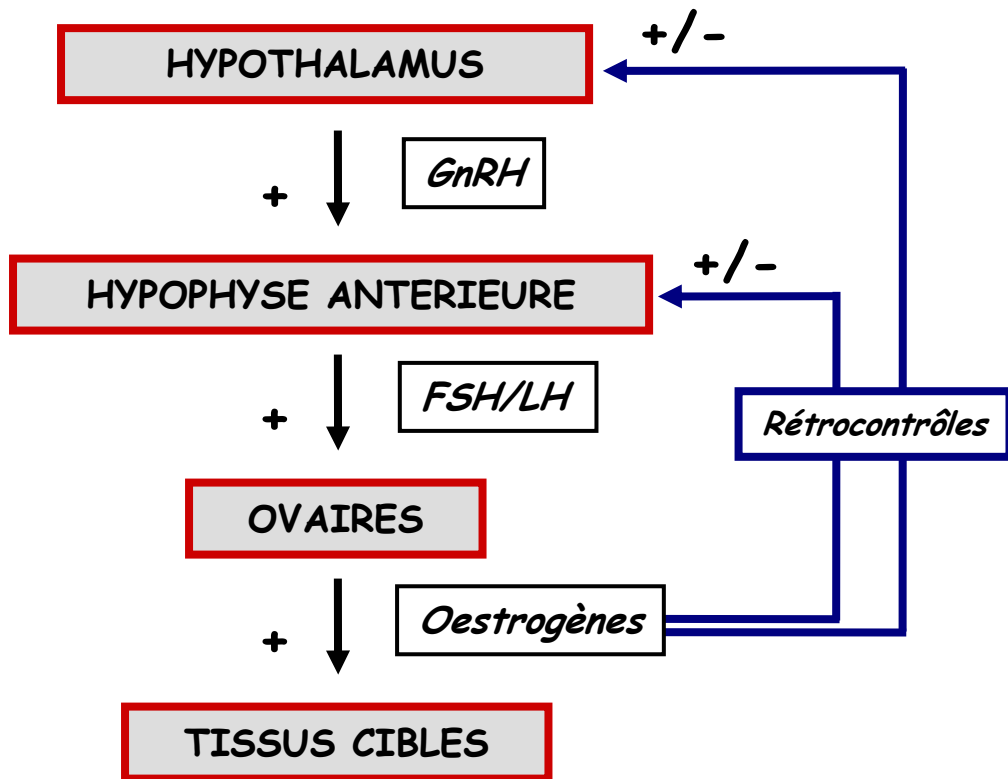 +/-
HYPOTHALAMUS
GnRH
+
+/-
HYPOPHYSE ANTERIEURE
FSH/LH
+
Rétrocontrôles
OVAIRES
Oestrogènes
+
TISSUS CIBLES